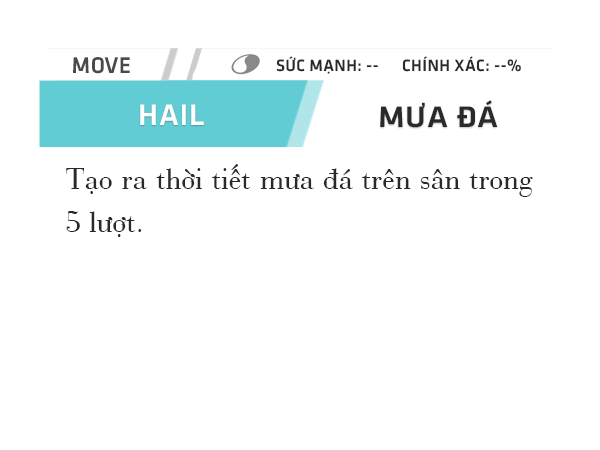 MOVE SỨC MẠNH: -- CHÍNH XÁC: --%
HAIL MƯA ĐÁ
Tạo ra thời tiết mưa đá trên sân trong
5 lượt.